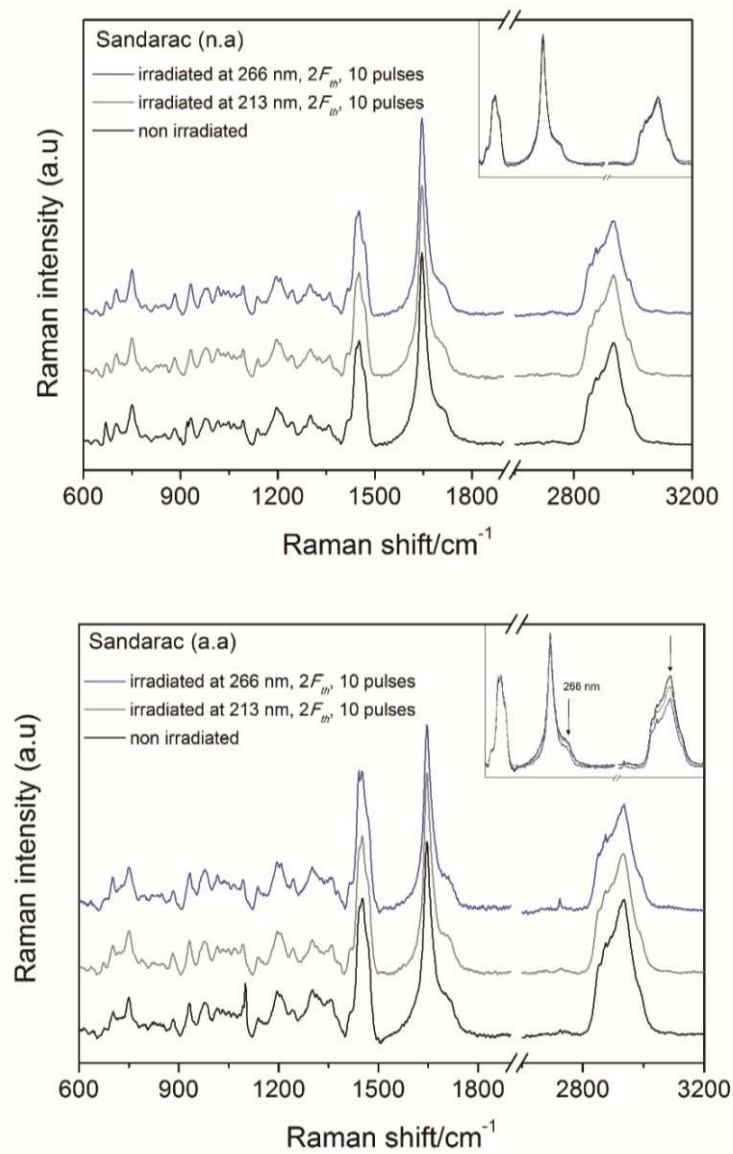 Sandarac (n.a)
irradiated at 266 nm, 2Fth, 10 pulses
irradiated at 213 nm, 2Fth, 10 pulses
non irradiated
Raman intensity (a.u)
600 900 1200 1500 1800 2800 3200
Raman shift/cm-1
Sandarac (a.a)
irradiated at 266 nm, 2Fth, 10 pulses
irradiated at 213 nm, 2Fth, 10 pulses
non irradiated
266 nm
Raman intensity (a.u)
600 900 1200 1500 1800 2800 3200
Raman shift/cm-1